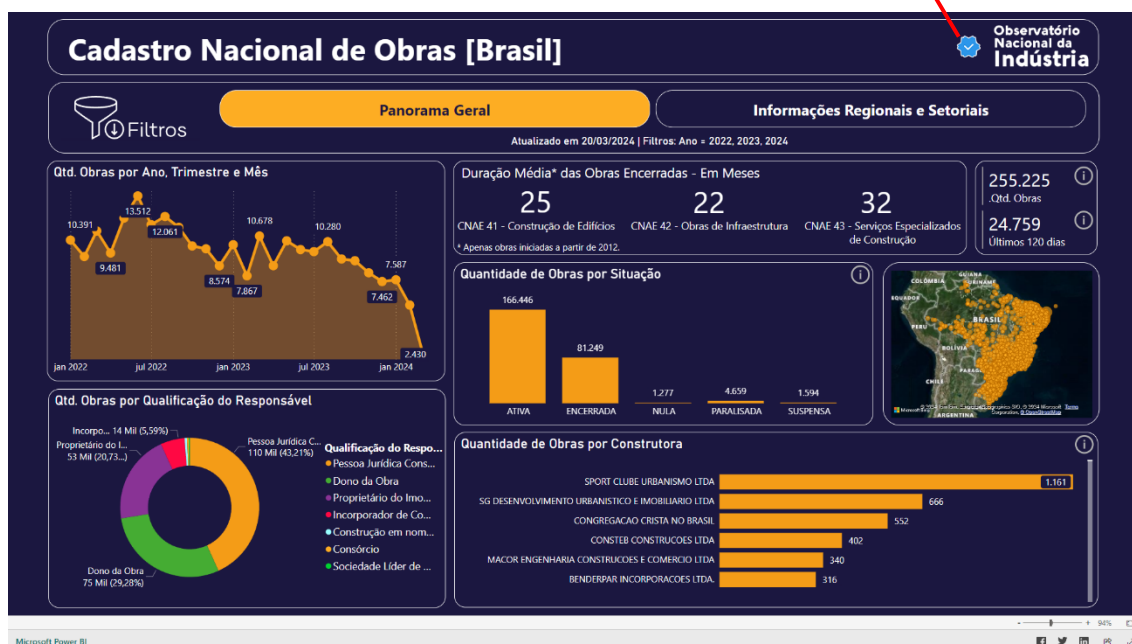 Cadastro Nacional de Obras [Brasil]
Observatório
Nacional da
Indústria
Filtros
Panorama Geral
Informações Regionais e Setoriais
Atualizado em 20/03/2024 | Filtros: Ano = 2022, 2023, 2024
Qtd. Obras por Ano, Trimestre e Mês
10.391
9.481
13.512
12.061
8.574
7.867
10.678
10.280
7.587
7.462
2.430
jan 2022
jul 2022
jan 2023
jul 2023
jan 2024
Duração Média* das Obras Encerradas - Em Meses
25
22
32
CNAE 41 - Construção de Edifícios
CNAE 42 - Obras de Infraestrutura
CNAE 43 - Serviços Especializados
de Construção
* Apenas obras iniciadas a partir de 2012.
255.225
.Qtd. Obras
24.759
Últimos 120 dias
Quantidade de Obras por Situação
166.446
81.249
1.277
4.659
1.594
ATIVA
ENCERRADA
NULA
PARALISADA
SUSPENSA
COLÔMBIA
GUIANA
SURINAME
EQUADOR
PERU
BRASIL
BOLÍVIA
CHILE
ARGENTINA
Terms
© OpenStreetMap
Qtd. Obras por Qualificação do Responsável
Incorpo... 14 Mil (5,59%)
Proprietário do I...
53 Mil (20,73...)
Pessoa Jurídica C...
110 Mil (43,21%)
Dono da Obra
75 Mil (29,28%)
Qualificação do Respo...
Pessoa Jurídica Cons...
Dono da Obra
Proprietário do Imo...
Incorporador de Co...
Construção em nom...
Consórcio
Sociedade Líder de ...
Quantidade de Obras por Construtora
SPORT CLUBE URBANISMO LTDA
1.161
SG DESENVOLVIMENTO URBANISTICO E IMOBILIARIO LTDA
666
CONGREGACAO CRISTA NO BRASIL
552
CONSTEB CONSTRUCOES LTDA
402
MACOR ENGENHARIA CONSTRUCOES E COMERCIO LTDA
340
BENDERPAR INCORPORACOES LTDA.
316
- + 94%
Microsoft Power BI